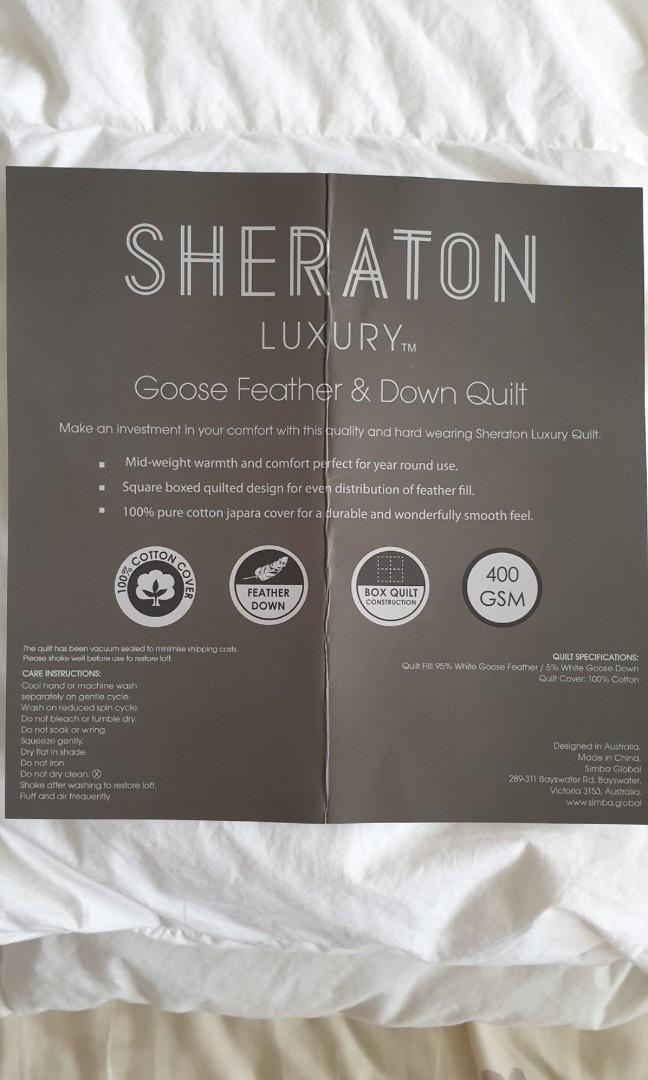 SHERATON
LUXURY™
Goose Feather & Down Quilt
Make an investment in your comfort with this quality and hard wearing Sheraton Luxury Quilt.
▪ Mid-weight warmth and comfort perfect for year round use.
▪ Square boxed quilted design for even distribution of feather fill.
▪ 100% pure cotton japara cover for a durable and wonderfully smooth feel.
100% COTTON COVER
FEATHER
DOWN
BOX QUILT
CONSTRUCTION
400
GSM
The quilt has been vacuum sealed to minimise shipping costs.
Please shake well before use to restore loft.
CARE INSTRUCTIONS:
Cool hand or machine wash
separately on gentle cycle.
Wash on reduced spin cycle.
Do not bleach or tumble dry.
Do not soak or wring.
Squeeze gently.
Dry flat in shade.
Do not iron.
Do not dry clean. ⓧ
Shake after washing to restore loft.
Fluff and air frequently.
QUILT SPECIFICATIONS:
Quilt Fill: 95% White Goose Feather / 5% White Goose Down
Quilt Cover: 100% Cotton
Designed in Australia.
Made in China.
Simba Global
289-311 Bayswater Rd, Bayswater,
Victoria 3153, Australia.
www.simba.global